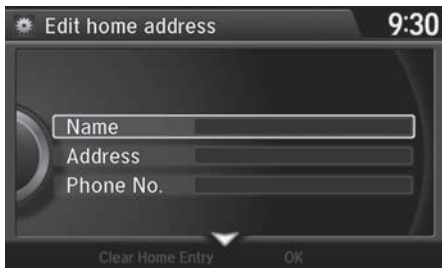 Edit home address 9:30
Name
Address
Phone No.
Clear Home Entry OK